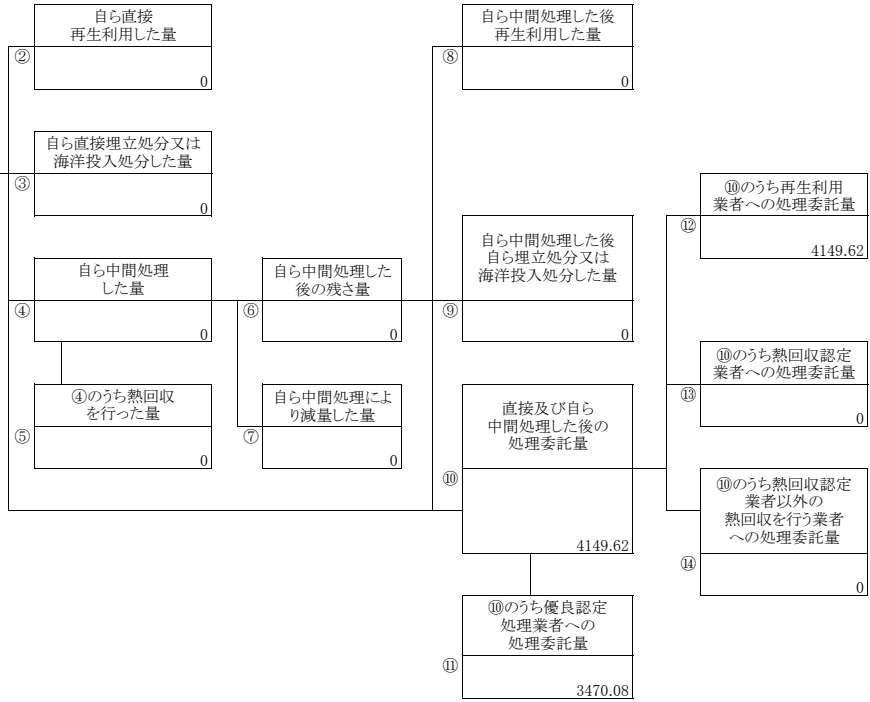 自ら直接
再生利用した量
②
0
自ら直接埋立処分又は
海洋投入処分した量
③
0
自ら中間処理
した量
④
0
④のうち熱回収
を行った量
⑤
0
自ら中間処理した
後の残さ量
⑥
0
自ら中間処理によ
り減量した量
⑦
0
自ら中間処理した後
再生利用した量
⑧
0
自ら中間処理した後
自ら埋立処分又は
海洋投入処分した量
⑨
0
直接及び自ら
中間処理した後の
処理委託量
⑩
4149.62
⑩のうち優良認定
処理業者への
処理委託量
⑪
3470.08
⑩のうち再生利用
業者への処理委託量
⑫
4149.62
⑩のうち熱回収認定
業者への処理委託量
⑬
0
⑩のうち熱回収認定
業者以外の
熱回収を行う業者
への処理委託量
⑭
0